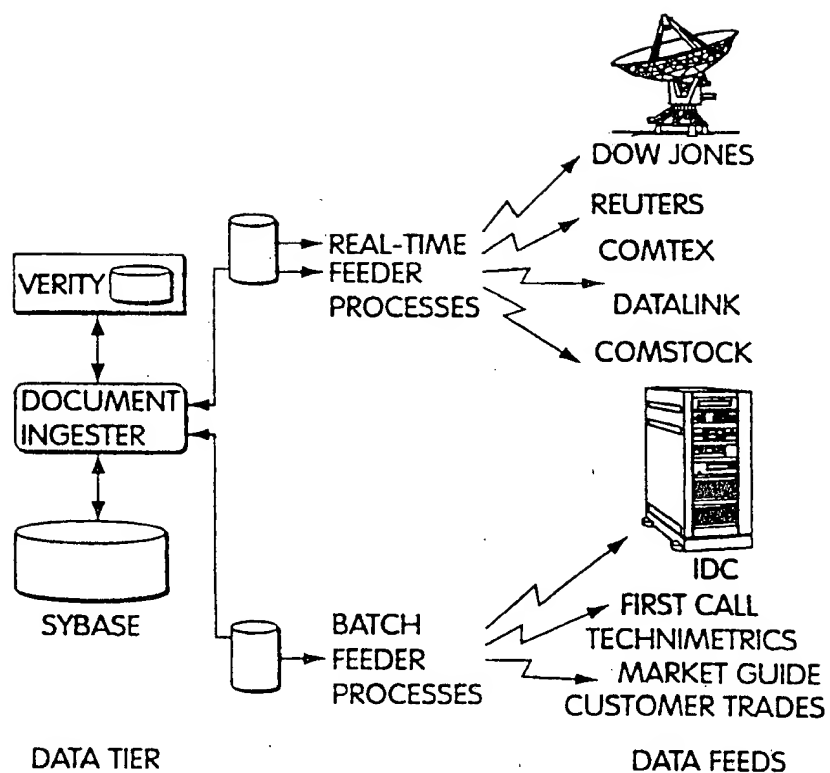 DOW JONES
REUTERS
COMTEX
DATALINK
COMSTOCK
REAL-TIME
FEEDER
PROCESSES
VERITY
DOCUMENT
INGESTER
SYBASE
IDC
FIRST CALL
TECHNIMETRICS
MARKET GUIDE
CUSTOMER TRADES
BATCH
FEEDER
PROCESSES
DATA TIER
DATA FEEDS